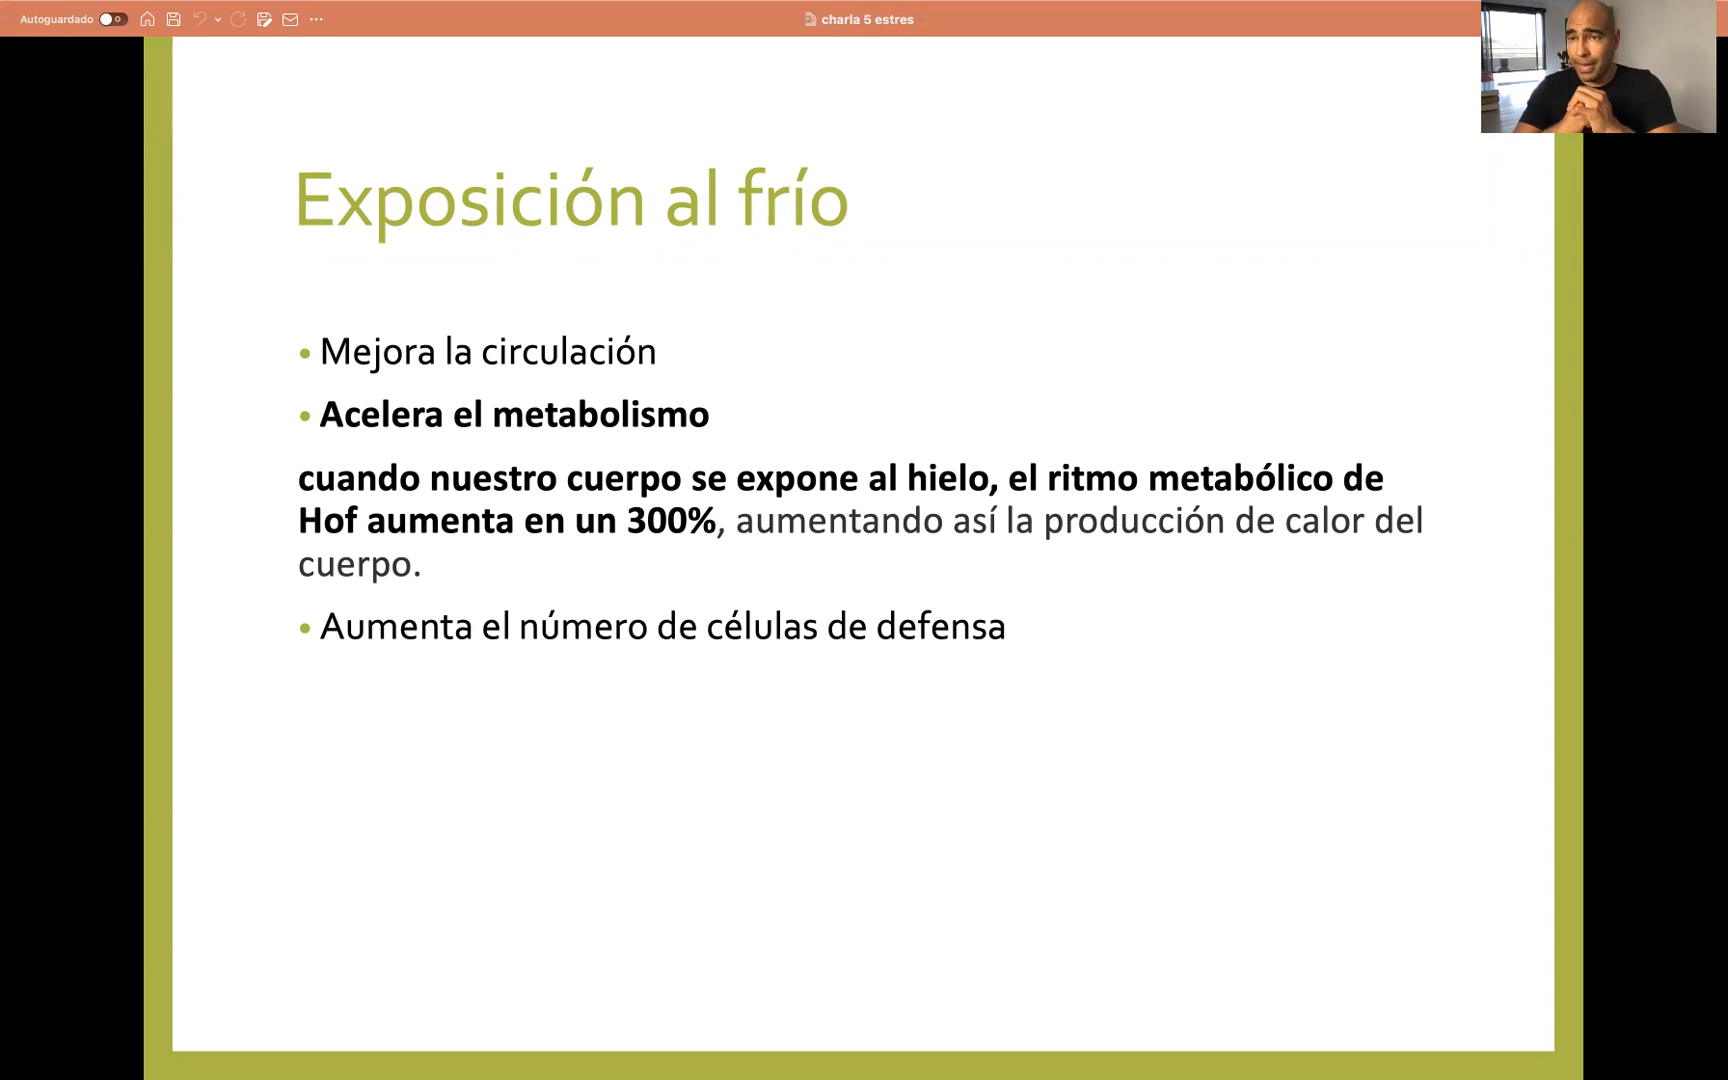 Autoguardado
charla 5 estres
Exposición al frío
• Mejora la circulación
• Acelera el metabolismo
cuando nuestro cuerpo se expone al hielo, el ritmo metabólico de
Hof aumenta en un 300%, aumentando así la producción de calor del
cuerpo.
• Aumenta el número de células de defensa